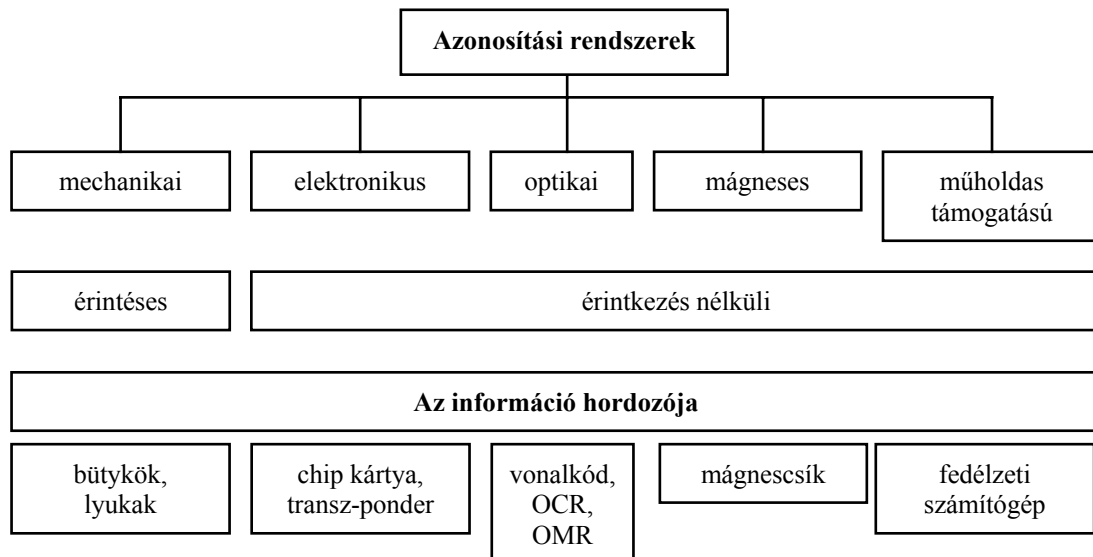 Azonosítási rendszerek
mechanikai
elektronikus
optikai
mágneses
műholdas
támogatású
érintéses
érintkezés nélküli
Az információ hordozója
bütykök,
lyukak
chip kártya,
transz-ponder
vonalkód,
OCR,
OMR
mágnescsík
fedélzeti
számítógép